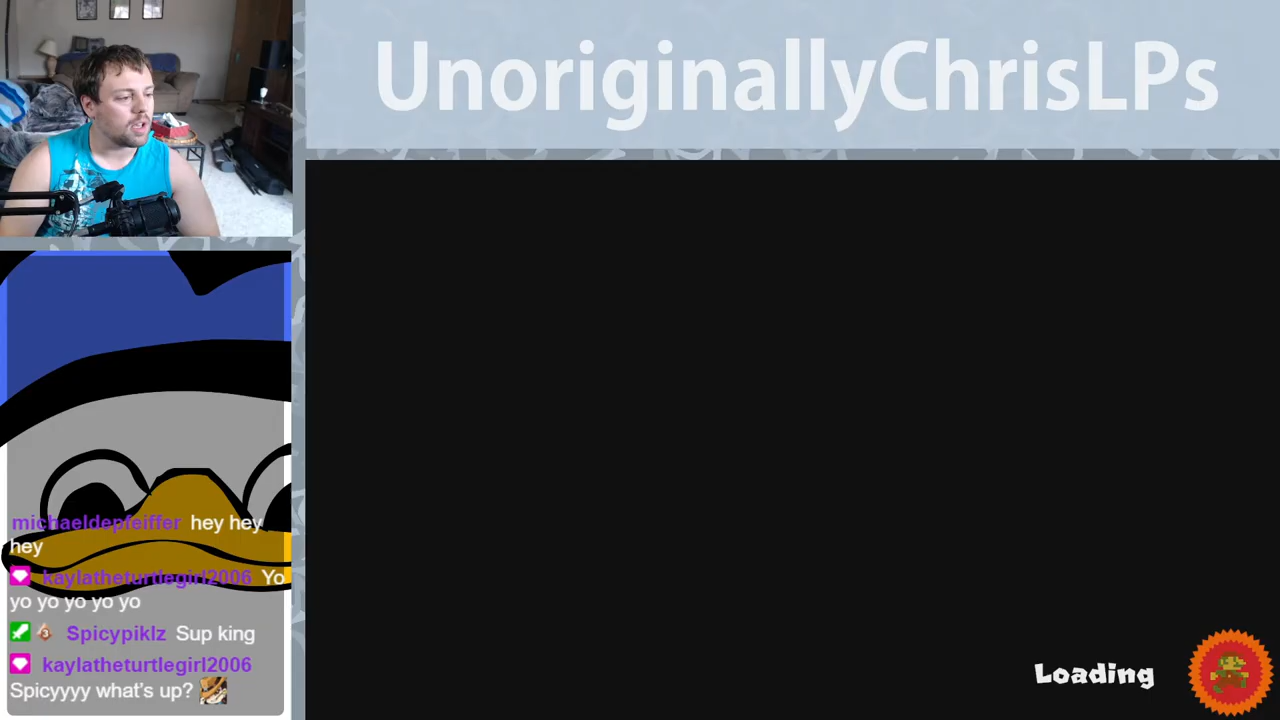 UnoriginallyChrisLPs
michaeldepfeiffer hey hey
hey
kaylatheturtlegirl2006 Yo
yo yo yo yo yo
Spicypiklz Sup king
kaylatheturtlegirl2006
Spicyyyy what's up?
Loading